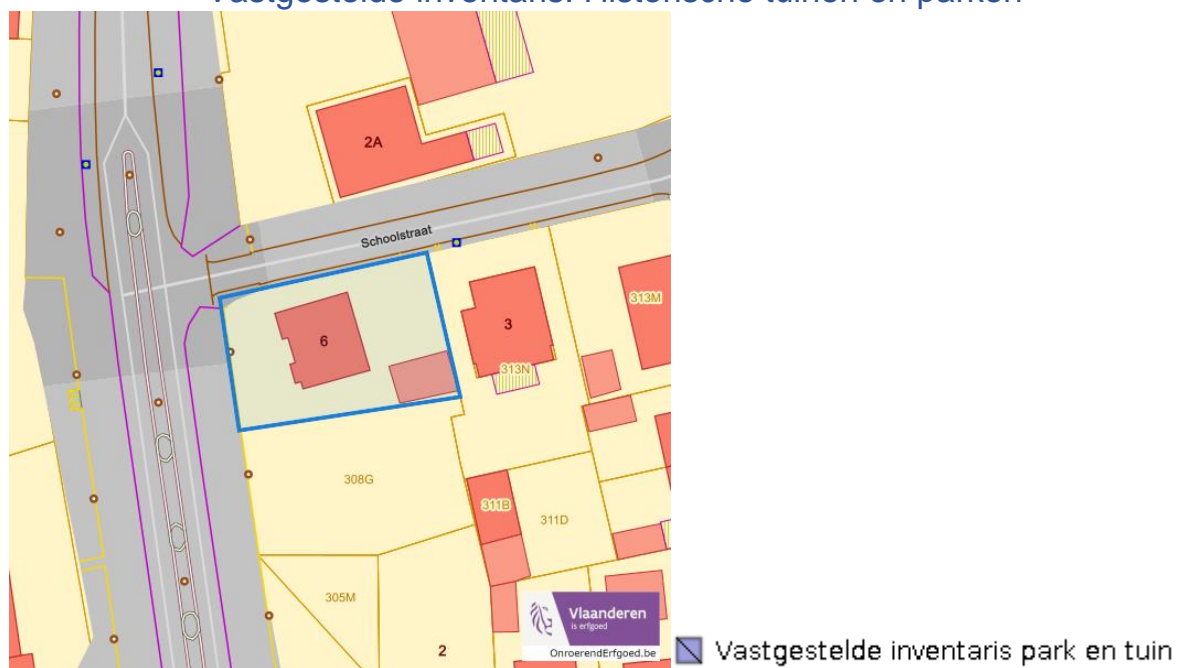 Vastgestelde inventaris: Historische tuinen en parken
2A
Schoolstraat
313M
3
6
313N
308G
311B
311D
305M
2
Vlaanderen
is erfgoed
OnroerendErfgoed.be
Vastgestelde inventaris park en tuin